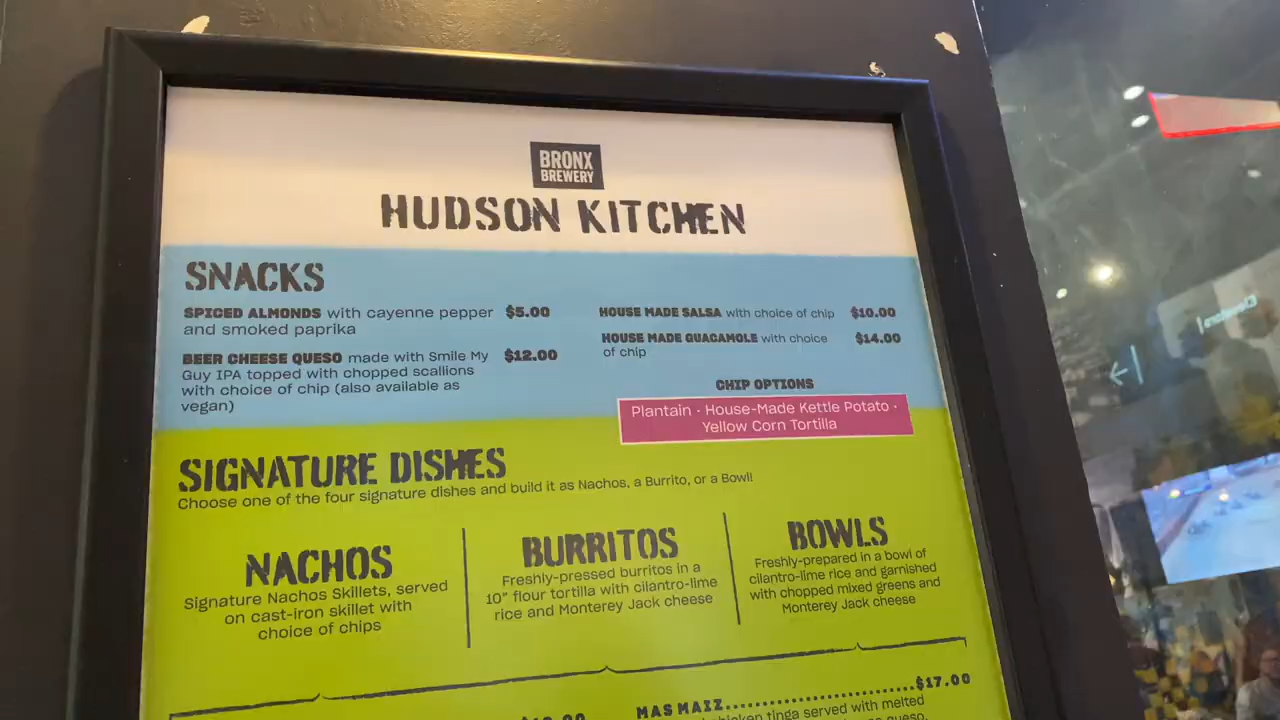 BRONX
BREWERY
HUDSON KITCHEN
SNACKS
SPICED ALMONDS with cayenne pepper $5.00
and smoked paprika
BEER CHEESE QUESO made with Smile My $12.00
Guy IPA topped with chopped scallions
with choice of chip (also available as
vegan)
HOUSE MADE SALSA with choice of chip $10.00
HOUSE MADE GUACAMOLE with choice $14.00
of chip
CHIP OPTIONS
Plantain · House-Made Kettle Potato ·
Yellow Corn Tortilla
SIGNATURE DISHES
Choose one of the four signature dishes and build it as Nachos, a Burrito, or a Bowl!
NACHOS
Signature Nachos Skillets, served
on cast-iron skillet with
choice of chips
BURRITOS
Freshly-pressed burritos in a
10" flour tortilla with cilantro-lime
rice and Monterey Jack cheese
BOWLS
Freshly-prepared in a bowl of
cilantro-lime rice and garnished
with chopped mixed greens and
Monterey Jack cheese
MAS MAIZ $17.00
tinga served with melted
queso,